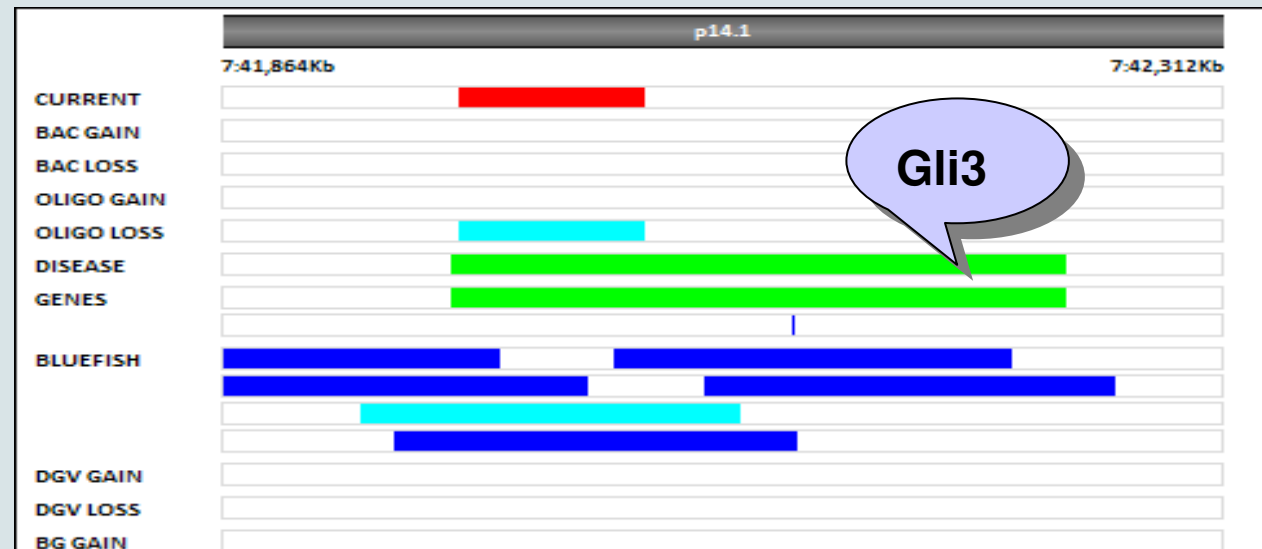 p14.1
7:41,864Kb 7:42,312Kb
CURRENT
BAC GAIN
BAC LOSS
Gli3
OLIGO GAIN
OLIGO LOSS
DISEASE
GENES
BLUEFISH
DGV GAIN
DGV LOSS
BG GAIN